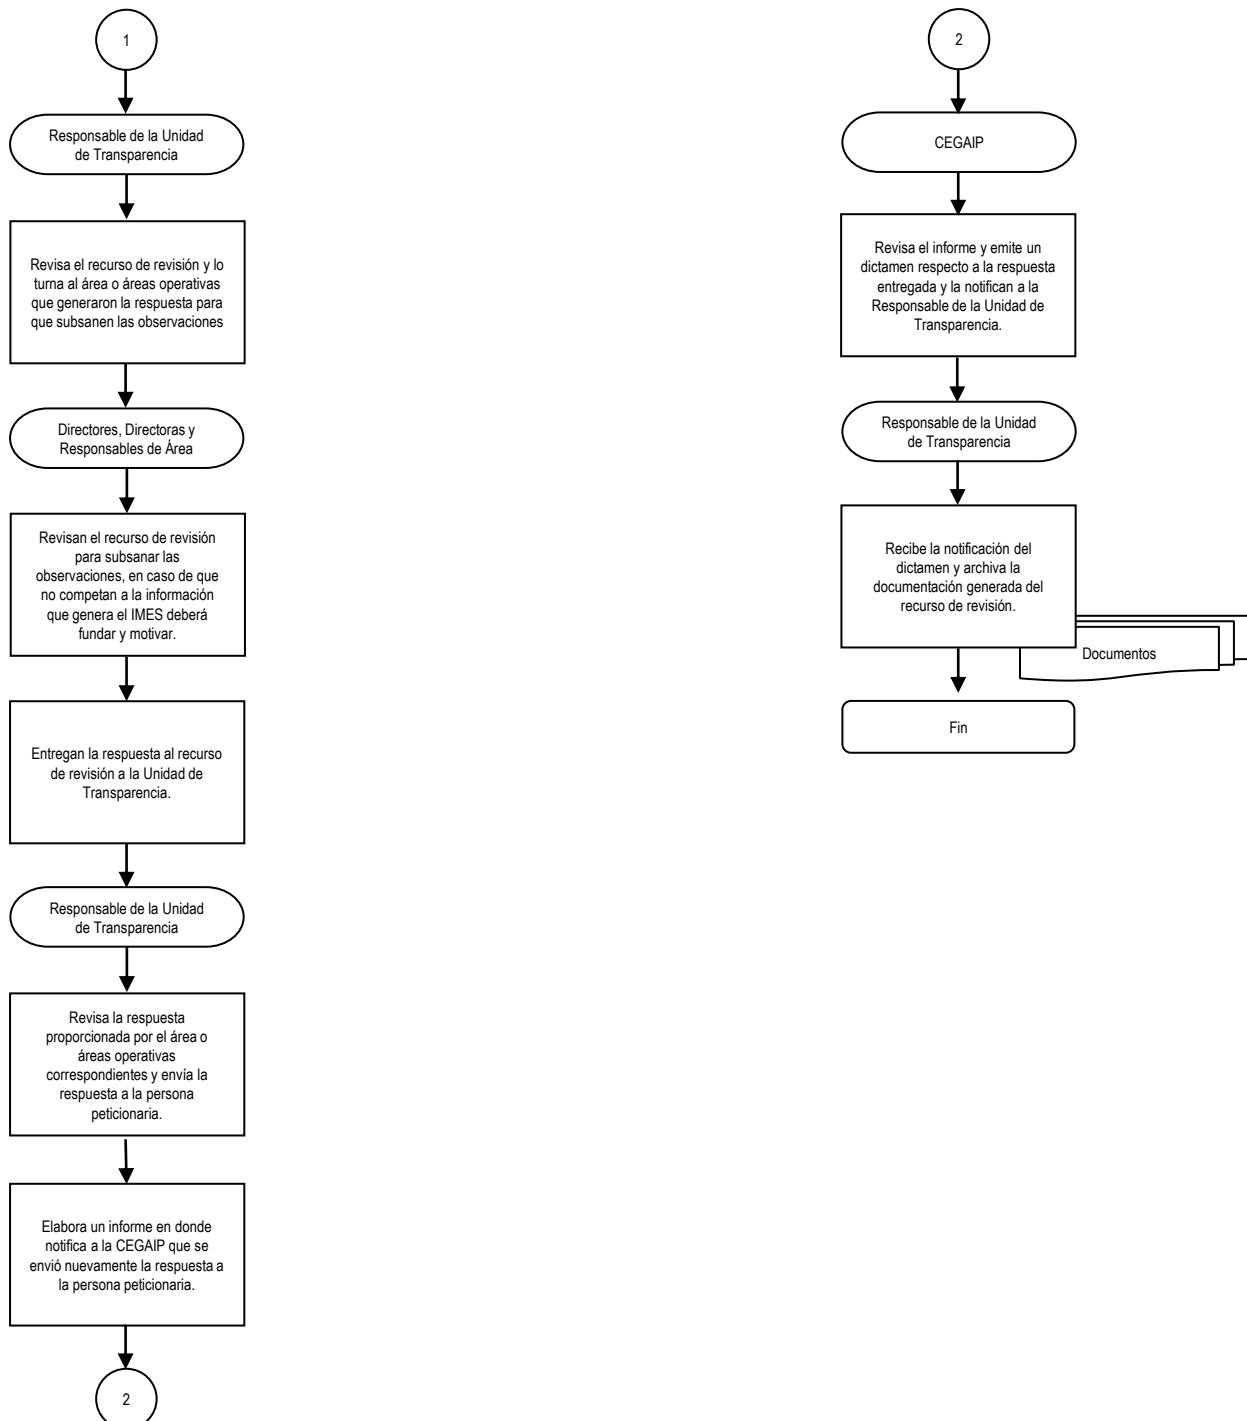 1
Responsable de la Unidad
de Transparencia
Revisa el recurso de revisión y lo
turna al área o áreas operativas
que generaron la respuesta para
que subsanen las observaciones
Directores, Directoras y
Responsables de Área
Revisan el recurso de revisión
para subsanar las
observaciones, en caso de que
no competan a la información
que genera el IMES deberá
fundar y motivar.
Entregan la respuesta al recurso
de revisión a la Unidad de
Transparencia.
Responsable de la Unidad
de Transparencia
Revisa la respuesta
proporcionada por el área o
áreas operativas
correspondientes y envía la
respuesta a la persona
peticionaria.
Elabora un informe en donde
notifica a la CEGAIP que se
envió nuevamente la respuesta a
la persona peticionaria.
2
2
CEGAIP
Revisa el informe y emite un
dictamen respecto a la respuesta
entregada y la notifican a la
Responsable de la Unidad de
Transparencia.
Responsable de la Unidad
de Transparencia
Recibe la notificación del
dictamen y archiva la
documentación generada del
recurso de revisión.
Documentos
Fin